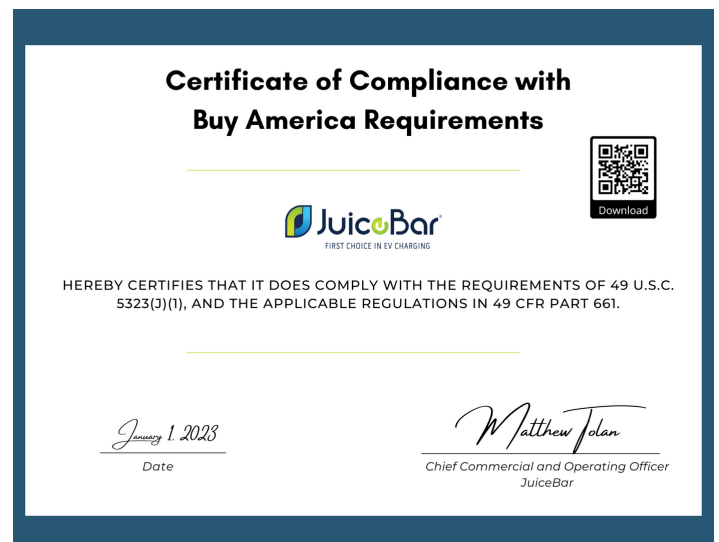 Certificate of Compliance with
Buy America Requirements
Download
JuiceBar®
FIRST CHOICE IN EV CHARGING
HEREBY CERTIFIES THAT IT DOES COMPLY WITH THE REQUIREMENTS OF 49 U.S.C.
5323(J)(1), AND THE APPLICABLE REGULATIONS IN 49 CFR PART 661.
January 1. 2023
Matthew Tolan
Date
Chief Commercial and Operating Officer
JuiceBar